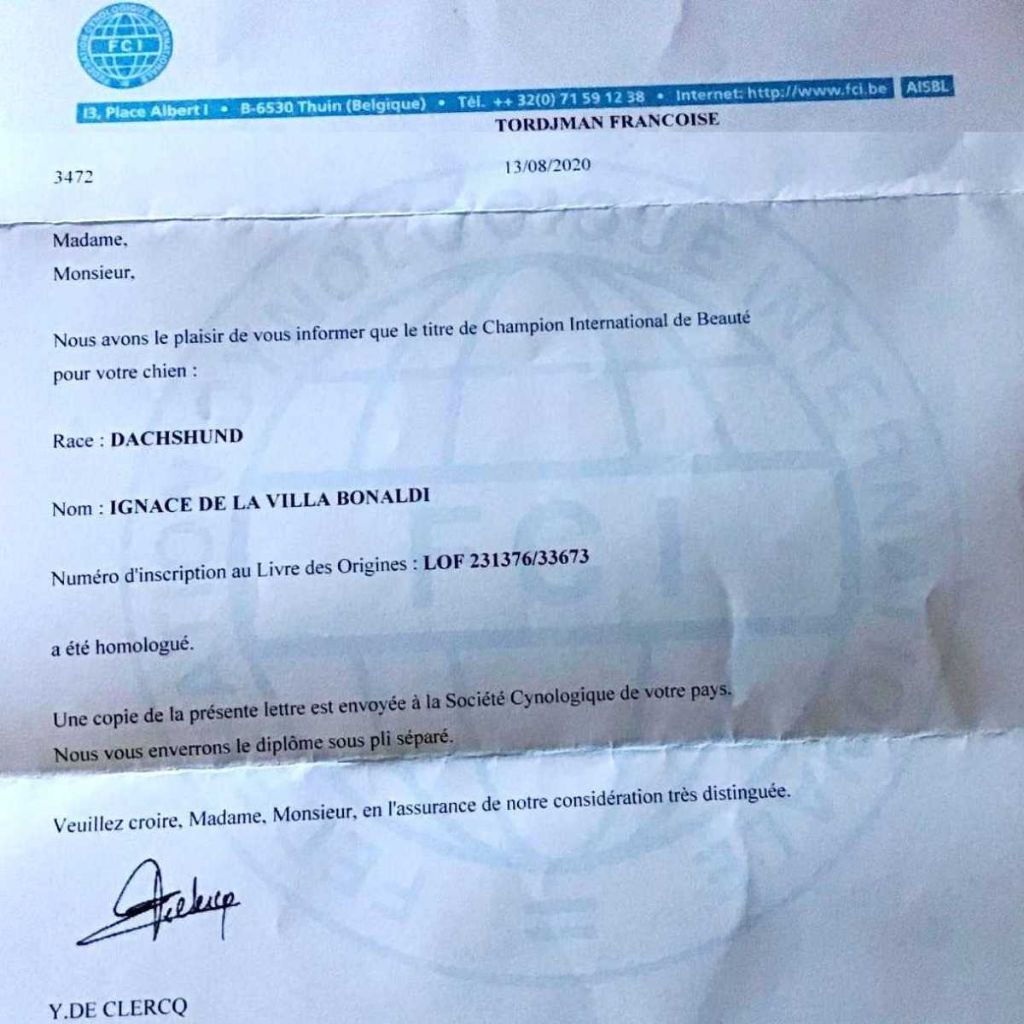 FEDERATION CYNOLOGIQUE INTERNATIONALE
FCI
13, Place Albert I • B-6530 Thuin (Belgique) • Tél. ++ 32(0) 71 59 12 38 • Internet: http://www.fci.be AISBL
TORDJMAN FRANCOISE
3472
13/08/2020
Madame,
Monsieur,
Nous avons le plaisir de vous informer que le titre de Champion International de Beauté
pour votre chien :
Race : DACHSHUND
Nom : IGNACE DE LA VILLA BONALDI
Numéro d'inscription au Livre des Origines : LOF 231376/33673
a été homologué.
Une copie de la présente lettre est envoyée à la Société Cynologique de votre pays.
Nous vous enverrons le diplôme sous pli séparé.
Veuillez croire, Madame, Monsieur, en l'assurance de notre considération très distinguée.
Y.DE CLERCQ